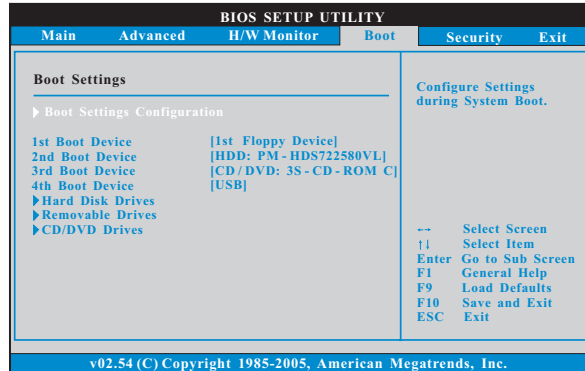 BIOS SETUP UTILITY
Main Advanced H/W Monitor Boot Security Exit
Boot Settings
Boot Settings Configuration
1st Boot Device [1st Floppy Device]
2nd Boot Device [HDD: PM-HDS722580VL]
3rd Boot Device [CD/DVD: 3S-CD-ROM C]
4th Boot Device [USB]
Hard Disk Drives
Removable Drives
CD/DVD Drives
Configure Settings
during System Boot.
←→ Select Screen
↑↓ Select Item
Enter Go to Sub Screen
F1 General Help
F9 Load Defaults
F10 Save and Exit
ESC Exit
v02.54 (C) Copyright 1985-2005, American Megatrends, Inc.